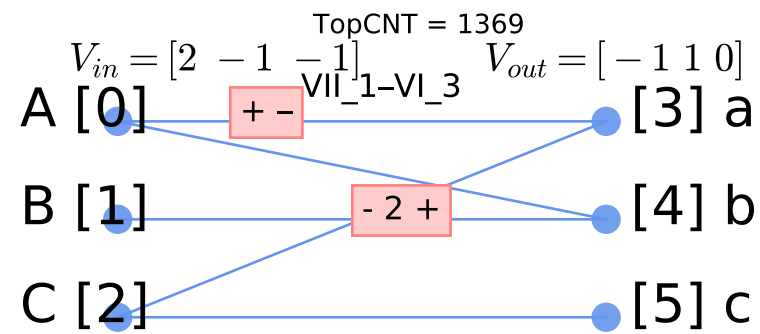 TopCNT = 1369
V_in = [2 −1 −1] V_out = [−1 1 0]
VII_1–VI_3
A [0] + – [3] a
B [1] - 2 + [4] b
C [2] [5] c